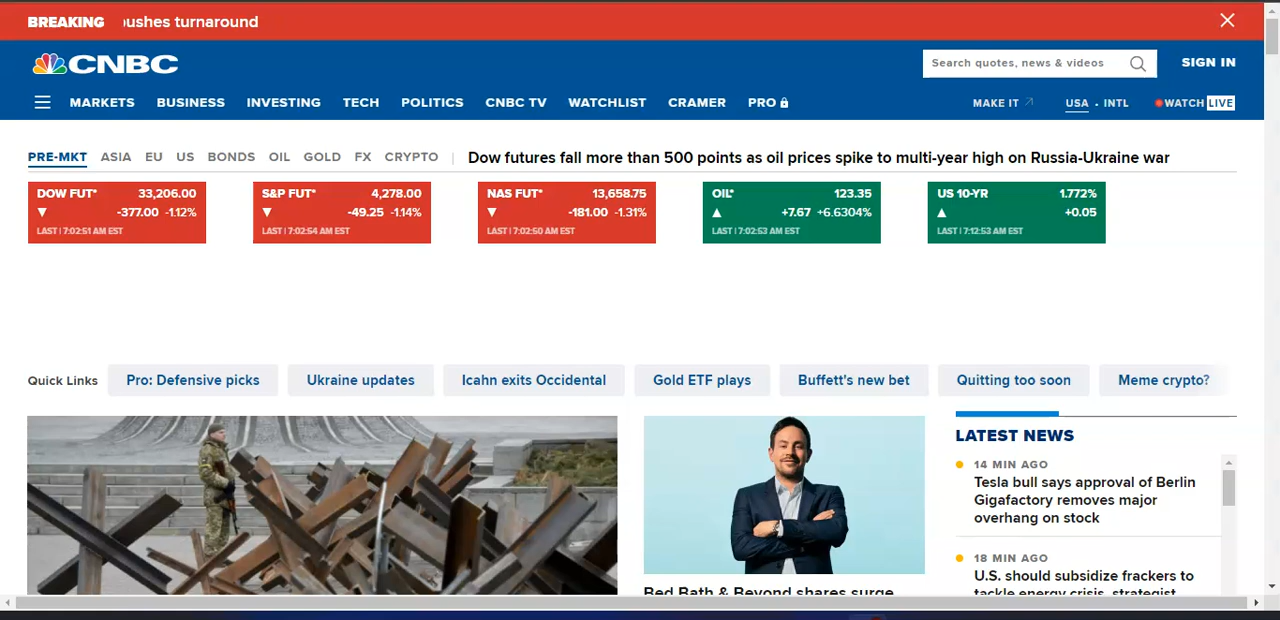 BREAKING ushes turnaround
CNBC
Search quotes, news & videos
SIGN IN
MARKETS BUSINESS INVESTING TECH POLITICS CNBC TV WATCHLIST CRAMER PRO
MAKE IT USA • INTL WATCH LIVE
PRE-MKT ASIA EU US BONDS OIL GOLD FX CRYPTO
Dow futures fall more than 500 points as oil prices spike to multi-year high on Russia-Ukraine war
DOW FUT* 33,206.00
▼ -377.00 -1.12%
LAST | 7:02:51 AM EST
S&P FUT* 4,278.00
▼ -49.25 -1.14%
LAST | 7:02:54 AM EST
NAS FUT* 13,658.75
▼ -181.00 -1.31%
LAST | 7:02:50 AM EST
OIL* 123.35
▲ +7.67 +6.6304%
LAST | 7:02:53 AM EST
US 10-YR 1.772%
▲ +0.05
LAST | 7:12:53 AM EST
Quick Links
Pro: Defensive picks
Ukraine updates
Icahn exits Occidental
Gold ETF plays
Buffett's new bet
Quitting too soon
Meme crypto?
Bed Bath & Beyond shares surge
LATEST NEWS
14 MIN AGO
Tesla bull says approval of Berlin
Gigafactory removes major
overhang on stock
18 MIN AGO
U.S. should subsidize frackers to
tackle energy crisis, strategist